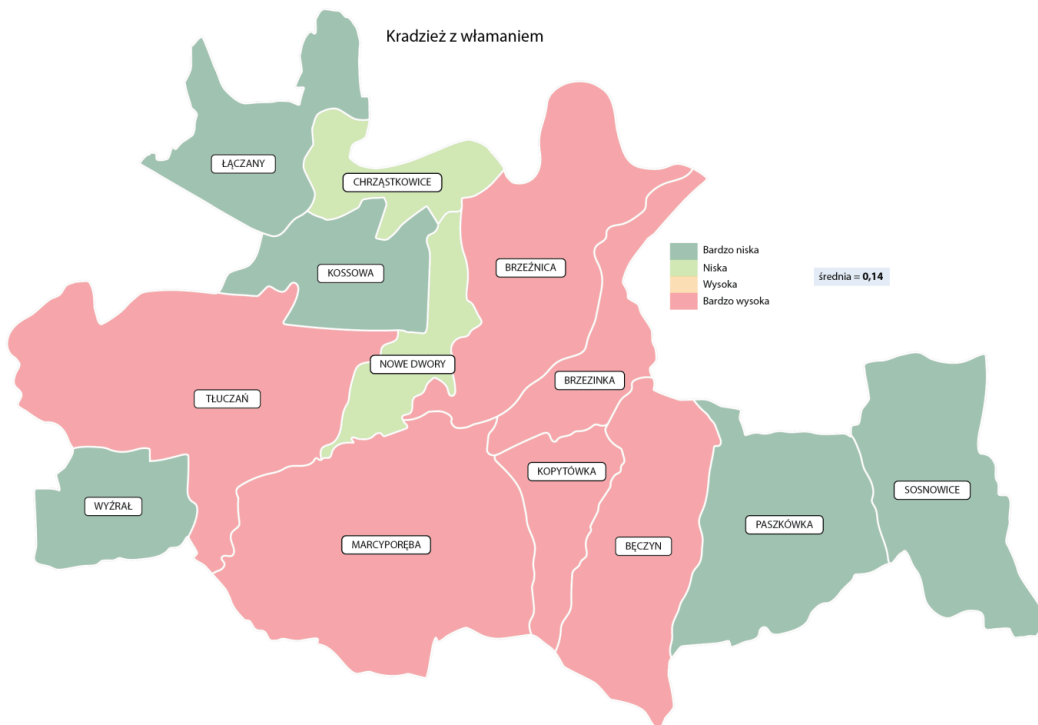 Kradzież z włamaniem
ŁĄCZANY
CHRZĄSTKOWICE
KOSSOWA
BRZEŹNICA
Bardzo niska
Niska
Wysoka
Bardzo wysoka
średnia = 0,14
NOWE DWORY
BRZEZINKA
TŁUCZAŃ
KOPYTÓWKA
SOSNOWICE
WYŹRAŁ
PASZKÓWKA
MARCYPORĘBA
BĘCZYN